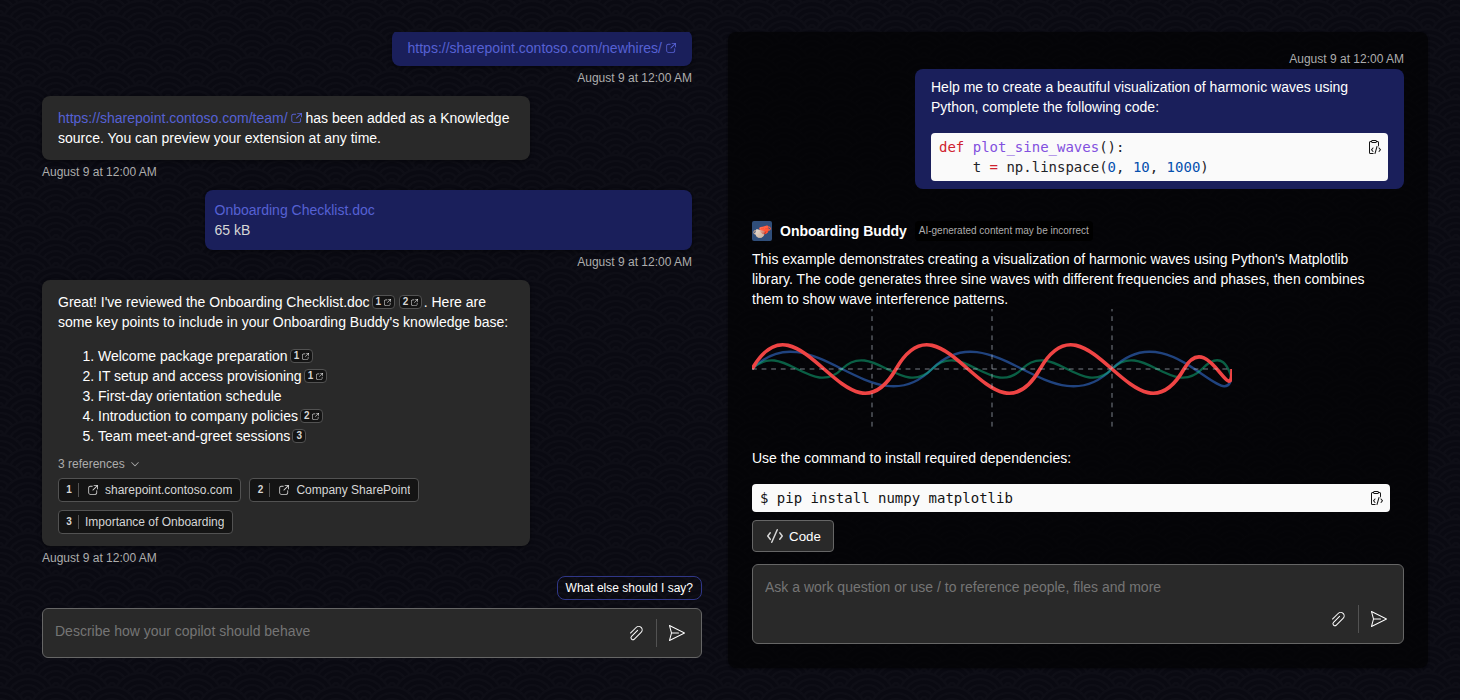 https://sharepoint.contoso.com/newhires/
August 9 at 12:00 AM
https://sharepoint.contoso.com/team/ has been added as a Knowledge
source. You can preview your extension at any time.
August 9 at 12:00 AM
Onboarding Checklist.doc
65 kB
August 9 at 12:00 AM
Great! I've reviewed the Onboarding Checklist.doc 1 2 . Here are
some key points to include in your Onboarding Buddy's knowledge base:
1. Welcome package preparation 1
2. IT setup and access provisioning 1
3. First-day orientation schedule
4. Introduction to company policies 2
5. Team meet-and-greet sessions 3
3 references
1 sharepoint.contoso.com 2 Company SharePoint
3 Importance of Onboarding
August 9 at 12:00 AM
What else should I say?
Describe how your copilot should behave
August 9 at 12:00 AM
Help me to create a beautiful visualization of harmonic waves using
Python, complete the following code:
def plot_sine_waves():
    t = np.linspace(0, 10, 1000)
Onboarding Buddy AI-generated content may be incorrect
This example demonstrates creating a visualization of harmonic waves using Python's Matplotlib
library. The code generates three sine waves with different frequencies and phases, then combines
them to show wave interference patterns.
Use the command to install required dependencies:
$ pip install numpy matplotlib
Code
Ask a work question or use / to reference people, files and more